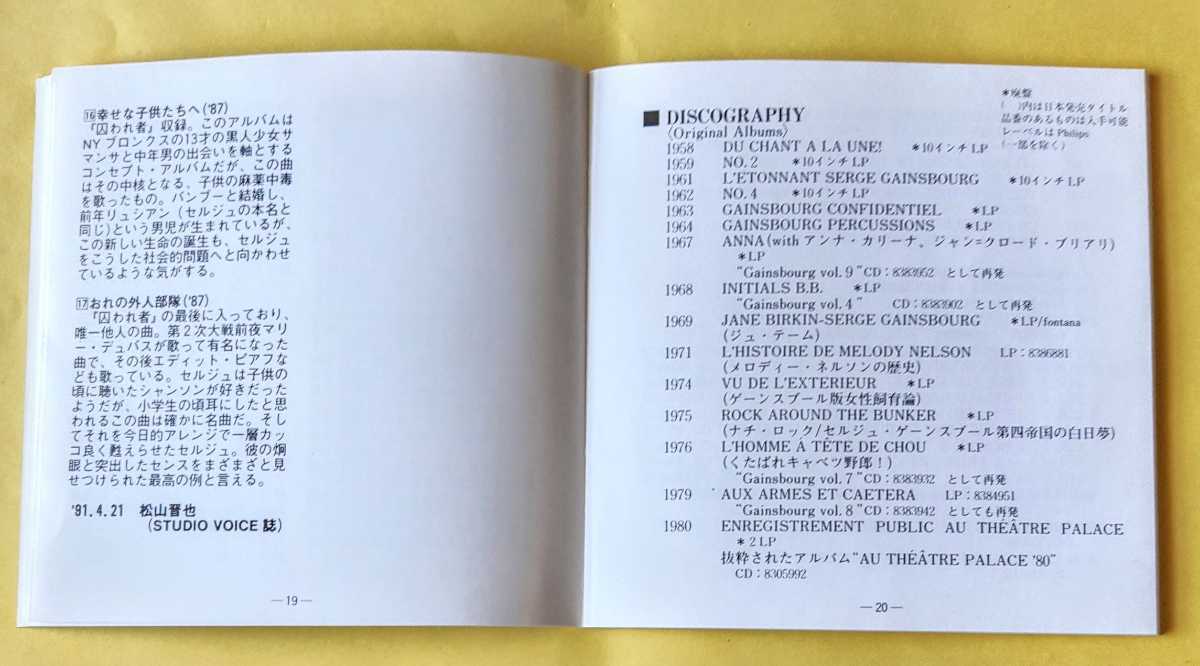 ⑯幸せな子供たちへ('87)
『囚われ者』収録。このアルバムは
NY ブロンクスの13才の黒人少女サ
マンサと中年男の出会いを軸とする
コンセプト・アルバムだが、この曲
はその中核となる、子供の麻薬中毒
を歌ったもの。バンブーと結婚し、
前年リュシアン（セルジュの本名と
同じ）という男児が生まれているが、
この新しい生命の誕生も、セルジュ
をこうした社会的問題へと向かわせ
ているような気がする。
⑰おれの外人部隊('87)
『囚われ者』の最後に入っており、
唯一他人の曲。第２次大戦前夜マリ
ー・デュバスが歌って有名になった
曲で、その後エディット・ピアフな
ども歌っている。セルジュは子供の
頃に聴いたシャンソンが好きだった
ようだが、小学生の頃耳にしたと思
われるこの曲は確かに名曲だ。そし
てそれを今日的アレンジで一層カッ
コ良く甦えらせたセルジュ。彼の炯
眼と突出したセンスをまざまざと見
せつけられた最高の例と言える。
'91.4.21 松山晋也
(STUDIO VOICE 誌)
—19—
■ DISCOGRAPHY
〈Original Albums〉
＊廃盤
(　)内は日本発売タイトル
品番のあるものは入手可能
レーベルは Philips
(一部を除く)
1958 DU CHANT A LA UNE! ＊10インチ LP
1959 NO. 2 ＊10インチ LP
1961 L'ETONNANT SERGE GAINSBOURG ＊10インチ LP
1962 NO. 4 ＊10インチ LP
1963 GAINSBOURG CONFIDENTIEL ＊LP
1964 GAINSBOURG PERCUSSIONS ＊LP
1967 ANNA (with アンナ・カリーナ、ジャン=クロード・ブリアリ)
＊LP
"Gainsbourg vol. 9" CD : 8383952 として再発
1968 INITIALS B.B. ＊LP
"Gainsbourg vol. 4" CD : 8383902 として再発
1969 JANE BIRKIN-SERGE GAINSBOURG ＊LP/fontana
(ジュ・テーム)
1971 L'HISTOIRE DE MELODY NELSON LP : 8386881
(メロディー・ネルソンの歴史)
1974 VU DE L'EXTERIEUR ＊LP
(ゲーンスブール版女性飼育論)
1975 ROCK AROUND THE BUNKER ＊LP
(ナチ・ロック/セルジュ・ゲーンスブール第四帝国の白日夢)
1976 L'HOMME Á TÊTE DE CHOU ＊LP
(くたばれキャベツ野郎！)
"Gainsbourg vol. 7" CD : 8383932 として再発
1979 AUX ARMES ET CAETERA LP : 8384951
"Gainsbourg vol. 8" CD : 8383942 としても再発
1980 ENREGISTREMENT PUBLIC AU THÉÂTRE PALACE
＊2 LP
抜粋されたアルバム "AU THÉÂTRE PALACE '80"
CD : 8305992
—20—